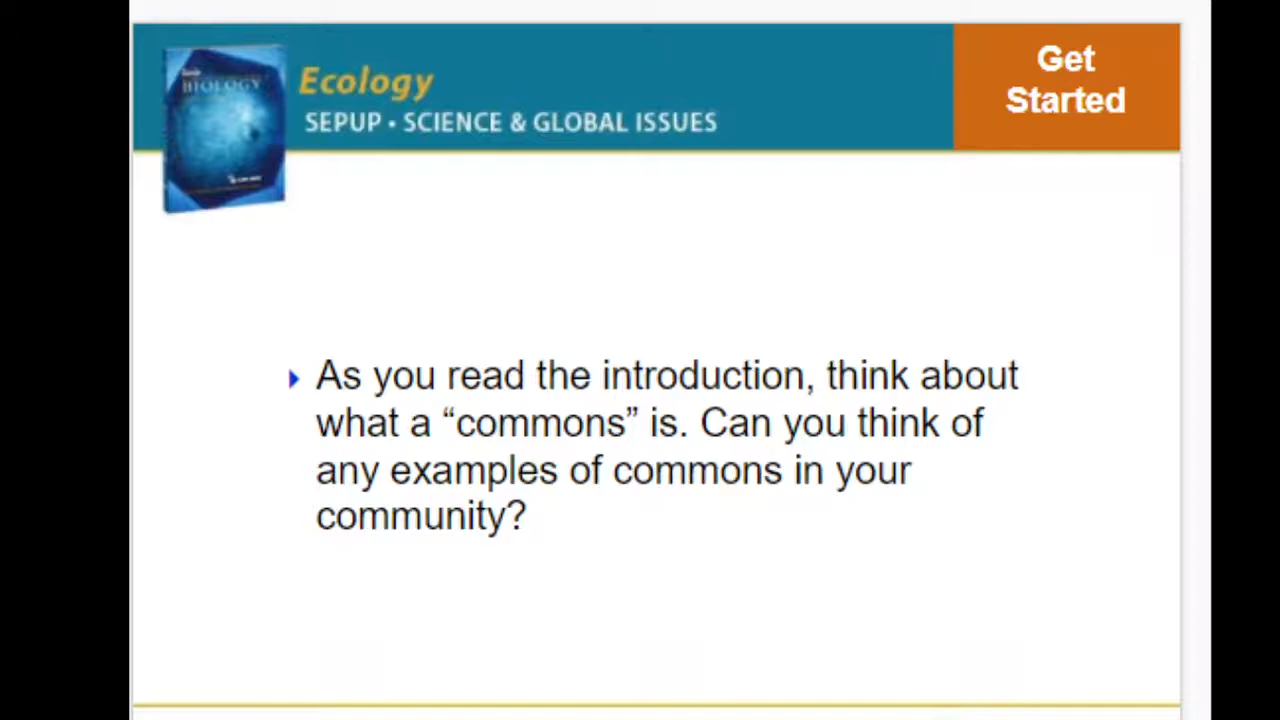 Get
Started
BIOLOGY
Ecology
SEPUP • SCIENCE & GLOBAL ISSUES
As you read the introduction, think about
what a “commons” is. Can you think of
any examples of commons in your
community?